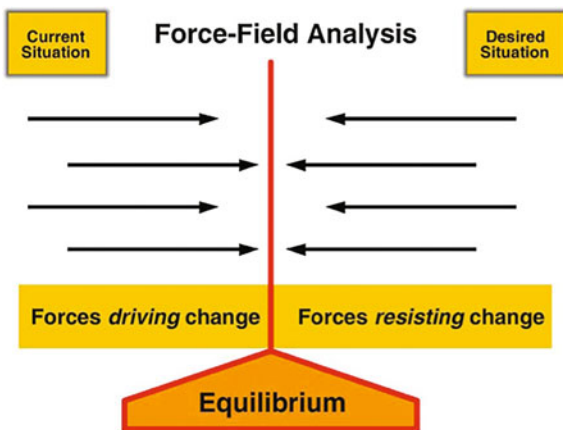 Current
Situation
Force-Field Analysis
Desired
Situation
Forces driving change
Forces resisting change
Equilibrium